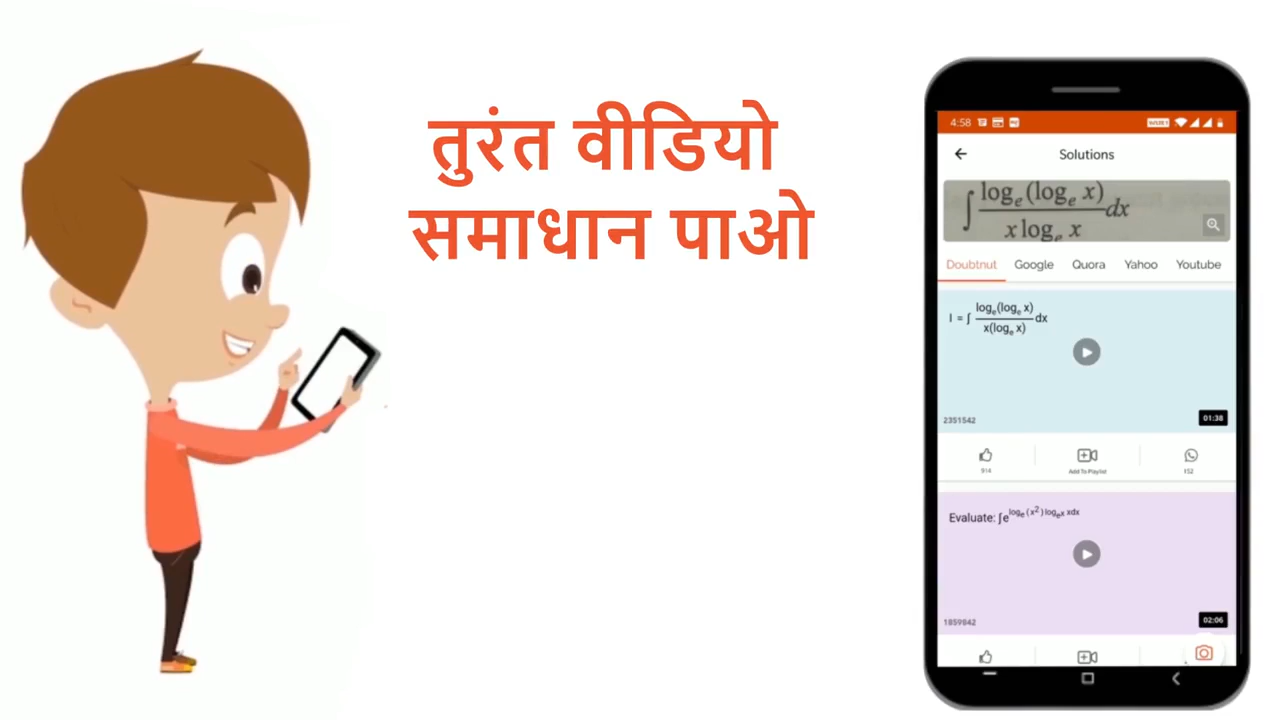 तुरंत वीडियो
समाधान पाओ
4:58
Solutions
∫ logₑ(logₑ x) / x logₑ x dx
Doubtnut Google Quora Yahoo Youtube
I = ∫ logₑ(logₑ x) / x(logₑ x) dx
2351542
01:38
914
Add To Playlist
152
Evaluate: ∫e^logₑ(x²)logₑx xdx
1859842
02:06